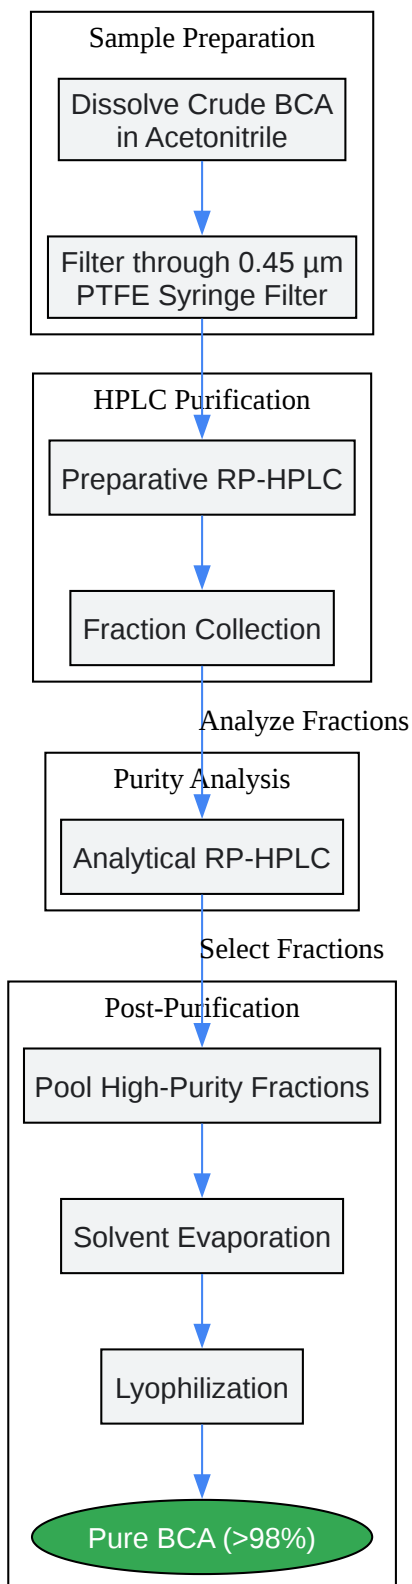 Sample Preparation
Dissolve Crude BCA
in Acetonitrile
Filter through 0.45 µm
PTFE Syringe Filter
HPLC Purification
Preparative RP-HPLC
Fraction Collection
Analyze Fractions
Purity Analysis
Analytical RP-HPLC
Select Fractions
Post-Purification
Pool High-Purity Fractions
Solvent Evaporation
Lyophilization
Pure BCA (>98%)